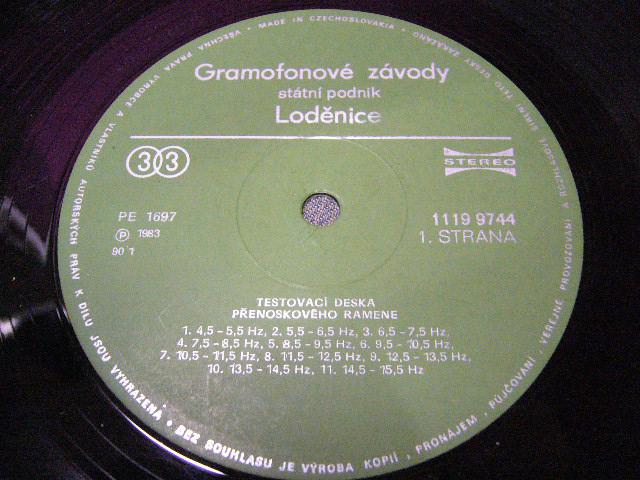 Gramofonové závody
státní podnik
Loděnice
33
STEREO
PE 1697
1119 9744
Ⓟ 1983
1. STRANA
90 1
TESTOVACÍ DESKA
PŘENOSKOVÉHO RAMENE
1. 4,5 - 5,5 Hz, 2. 5,5 - 6,5 Hz, 3. 6,5 - 7,5 Hz,
4. 7,5 - 8,5 Hz, 5. 8,5 - 9,5 Hz, 6. 9,5 - 10,5 Hz,
7. 10,5 - 11,5 Hz, 8. 11,5 - 12,5 Hz, 9. 12,5 - 13,5 Hz,
10. 13,5 - 14,5 Hz, 11. 14,5 - 15,5 Hz
MADE IN CZECHOSLOVAKIA • VŠECHNA PRÁVA VÝROBCE A VLASTNÍKŮ AUTORSKÝCH PRÁV K DÍLU JSOU VYHRAZENA • BEZ SOUHLASU JE VÝROBA KOPIÍ, PRONÁJEM, PŮJČOVÁNÍ, VEŘEJNÉ PROVOZOVÁNÍ A ROZHLASOVÉ ŠÍŘENÍ TÉTO DESKY ZAKÁZÁNO